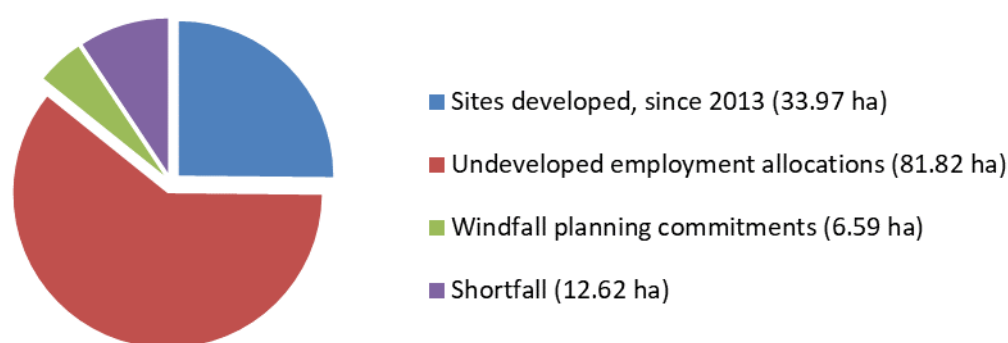 Sites developed, since 2013 (33.97 ha)
Undeveloped employment allocations (81.82 ha)
Windfall planning commitments (6.59 ha)
Shortfall (12.62 ha)